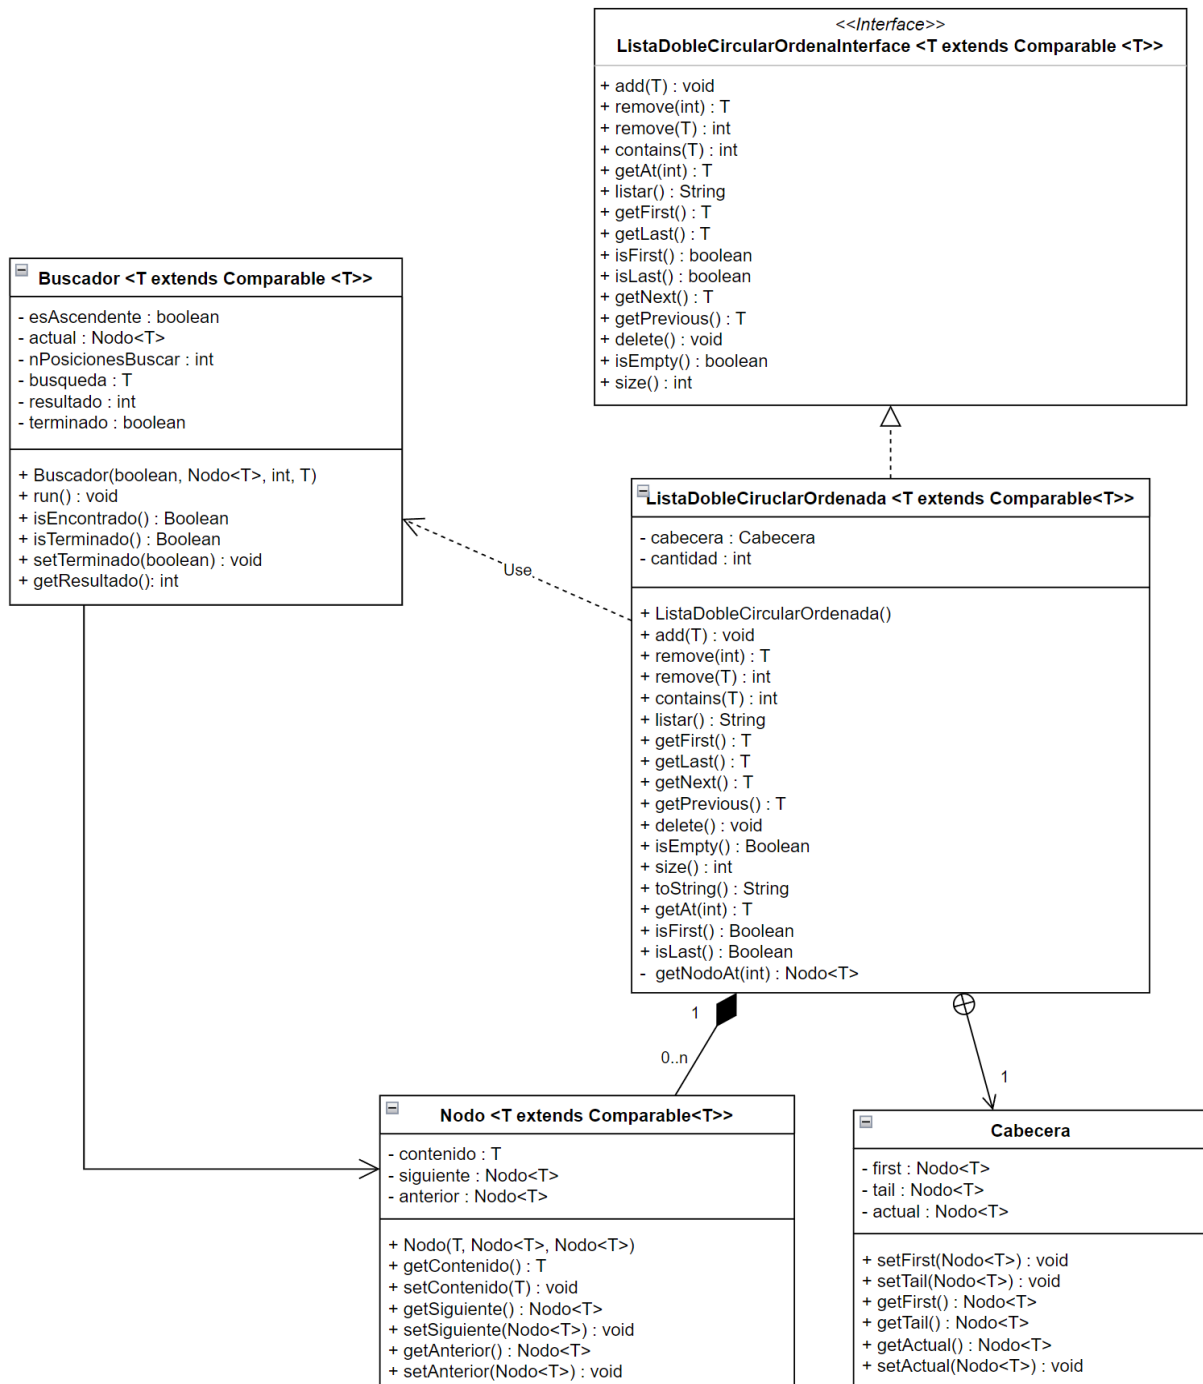 <<Interface>>
ListaDobleCircularOrdenaInterface <T extends Comparable <T>>
+ add(T) : void
+ remove(int) : T
+ remove(T) : int
+ contains(T) : int
+ getAt(int) : T
+ listar() : String
+ getFirst() : T
+ getLast() : T
+ isFirst() : boolean
+ isLast() : boolean
+ getNext() : T
+ getPrevious() : T
+ delete() : void
+ isEmpty() : boolean
+ size() : int
Buscador <T extends Comparable <T>>
- esAscendente : boolean
- actual : Nodo<T>
- nPosicionesBuscar : int
- busqueda : T
- resultado : int
- terminado : boolean
+ Buscador(boolean, Nodo<T>, int, T)
+ run() : void
+ isEncontrado() : Boolean
+ isTerminado() : Boolean
+ setTerminado(boolean) : void
+ getResultado(): int
Use
ListaDobleCiruclarOrdenada <T extends Comparable<T>>
- cabecera : Cabecera
- cantidad : int
+ ListaDobleCircularOrdenada()
+ add(T) : void
+ remove(int) : T
+ remove(T) : int
+ contains(T) : int
+ listar() : String
+ getFirst() : T
+ getLast() : T
+ getNext() : T
+ getPrevious() : T
+ delete() : void
+ isEmpty() : Boolean
+ size() : int
+ toString() : String
+ getAt(int) : T
+ isFirst() : Boolean
+ isLast() : Boolean
- getNodoAt(int) : Nodo<T>
1
0..n
1
Nodo <T extends Comparable<T>>
- contenido : T
- siguiente : Nodo<T>
- anterior : Nodo<T>
+ Nodo(T, Nodo<T>, Nodo<T>)
+ getContenido() : T
+ setContenido(T) : void
+ getSiguiente() : Nodo<T>
+ setSiguiente(Nodo<T>) : void
+ getAnterior() : Nodo<T>
+ setAnterior(Nodo<T>) : void
Cabecera
- first : Nodo<T>
- tail : Nodo<T>
- actual : Nodo<T>
+ setFirst(Nodo<T>) : void
+ setTail(Nodo<T>) : void
+ getFirst() : Nodo<T>
+ getTail() : Nodo<T>
+ getActual() : Nodo<T>
+ setActual(Nodo<T>) : void